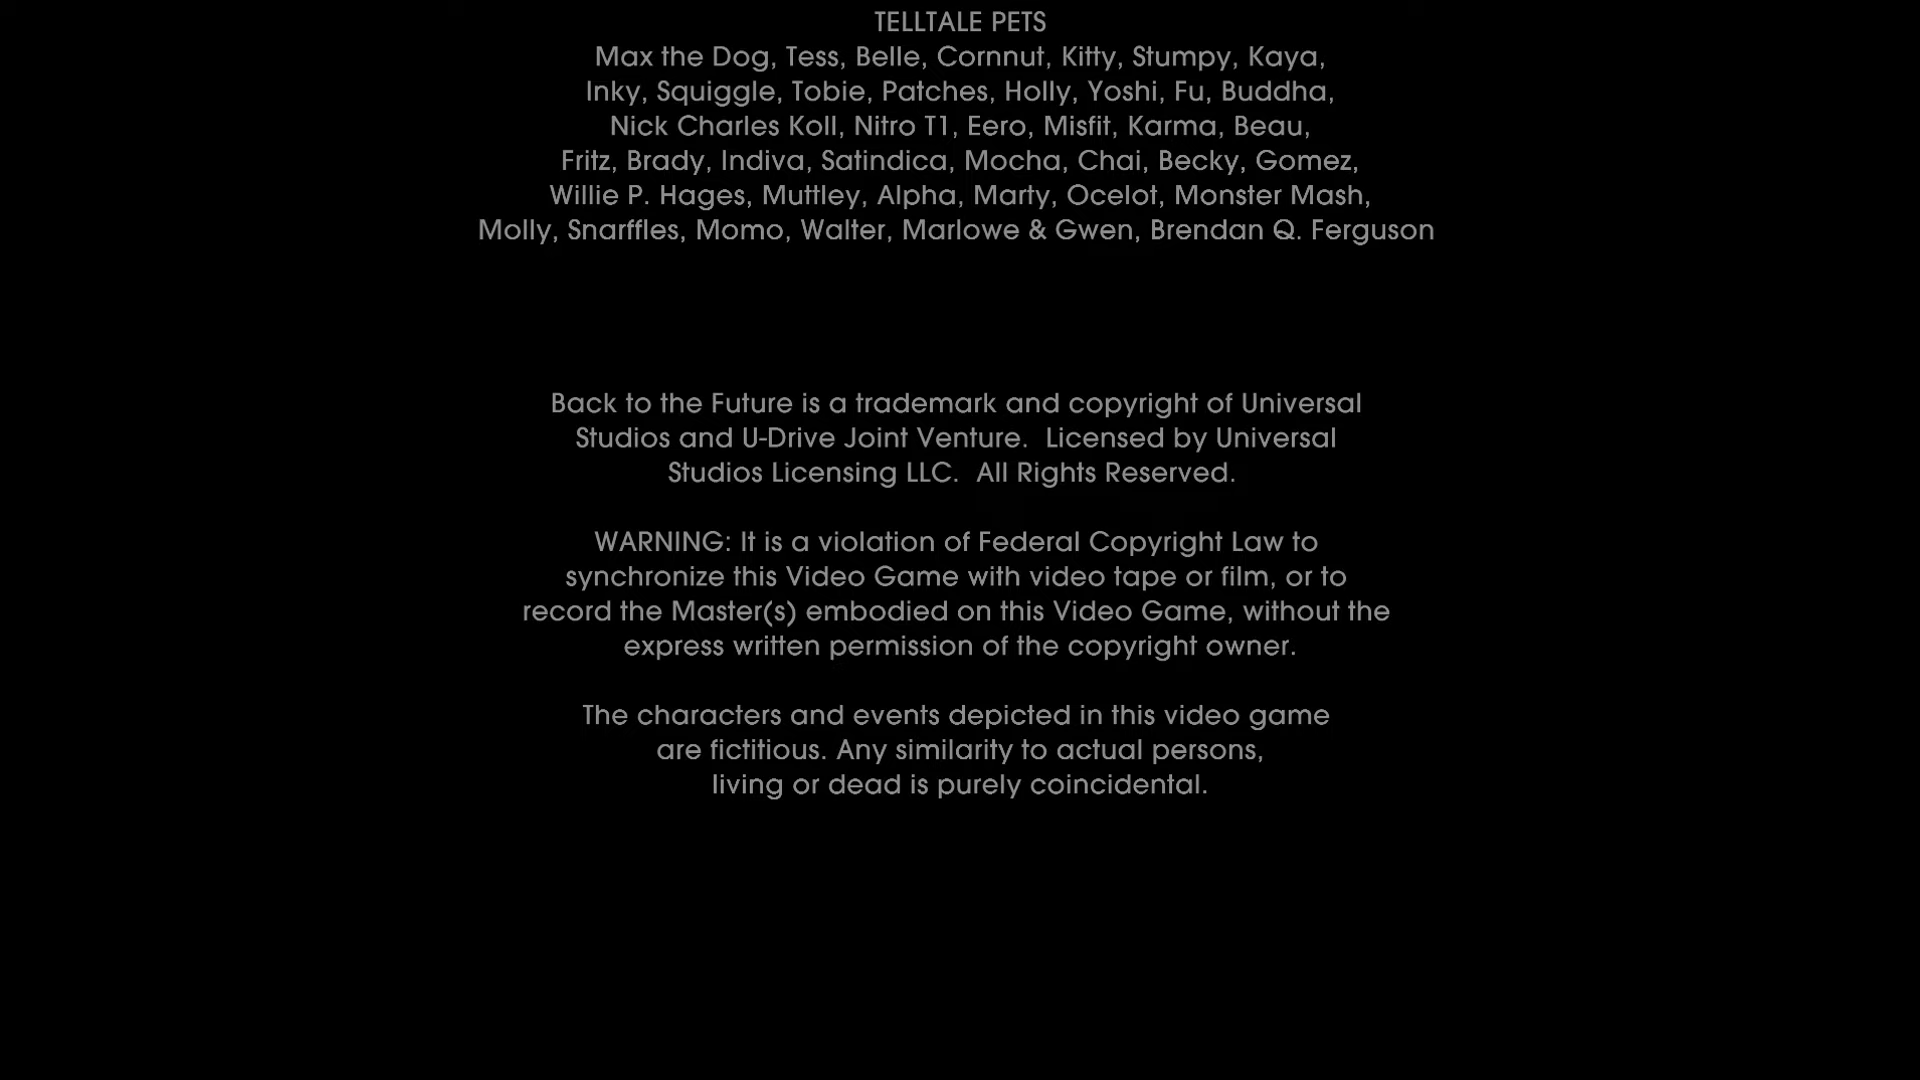 TELLTALE PETS
Max the Dog, Tess, Belle, Cornnut, Kitty, Stumpy, Kaya,
Inky, Squiggle, Tobie, Patches, Holly, Yoshi, Fu, Buddha,
Nick Charles Koll, Nitro T1, Eero, Misfit, Karma, Beau,
Fritz, Brady, Indiva, Satindica, Mocha, Chai, Becky, Gomez,
Willie P. Hages, Muttley, Alpha, Marty, Ocelot, Monster Mash,
Molly, Snarffles, Momo, Walter, Marlowe & Gwen, Brendan Q. Ferguson
Back to the Future is a trademark and copyright of Universal
Studios and U-Drive Joint Venture.  Licensed by Universal
Studios Licensing LLC.  All Rights Reserved.
WARNING: It is a violation of Federal Copyright Law to
synchronize this Video Game with video tape or film, or to
record the Master(s) embodied on this Video Game, without the
express written permission of the copyright owner.
The characters and events depicted in this video game
are fictitious. Any similarity to actual persons,
living or dead is purely coincidental.